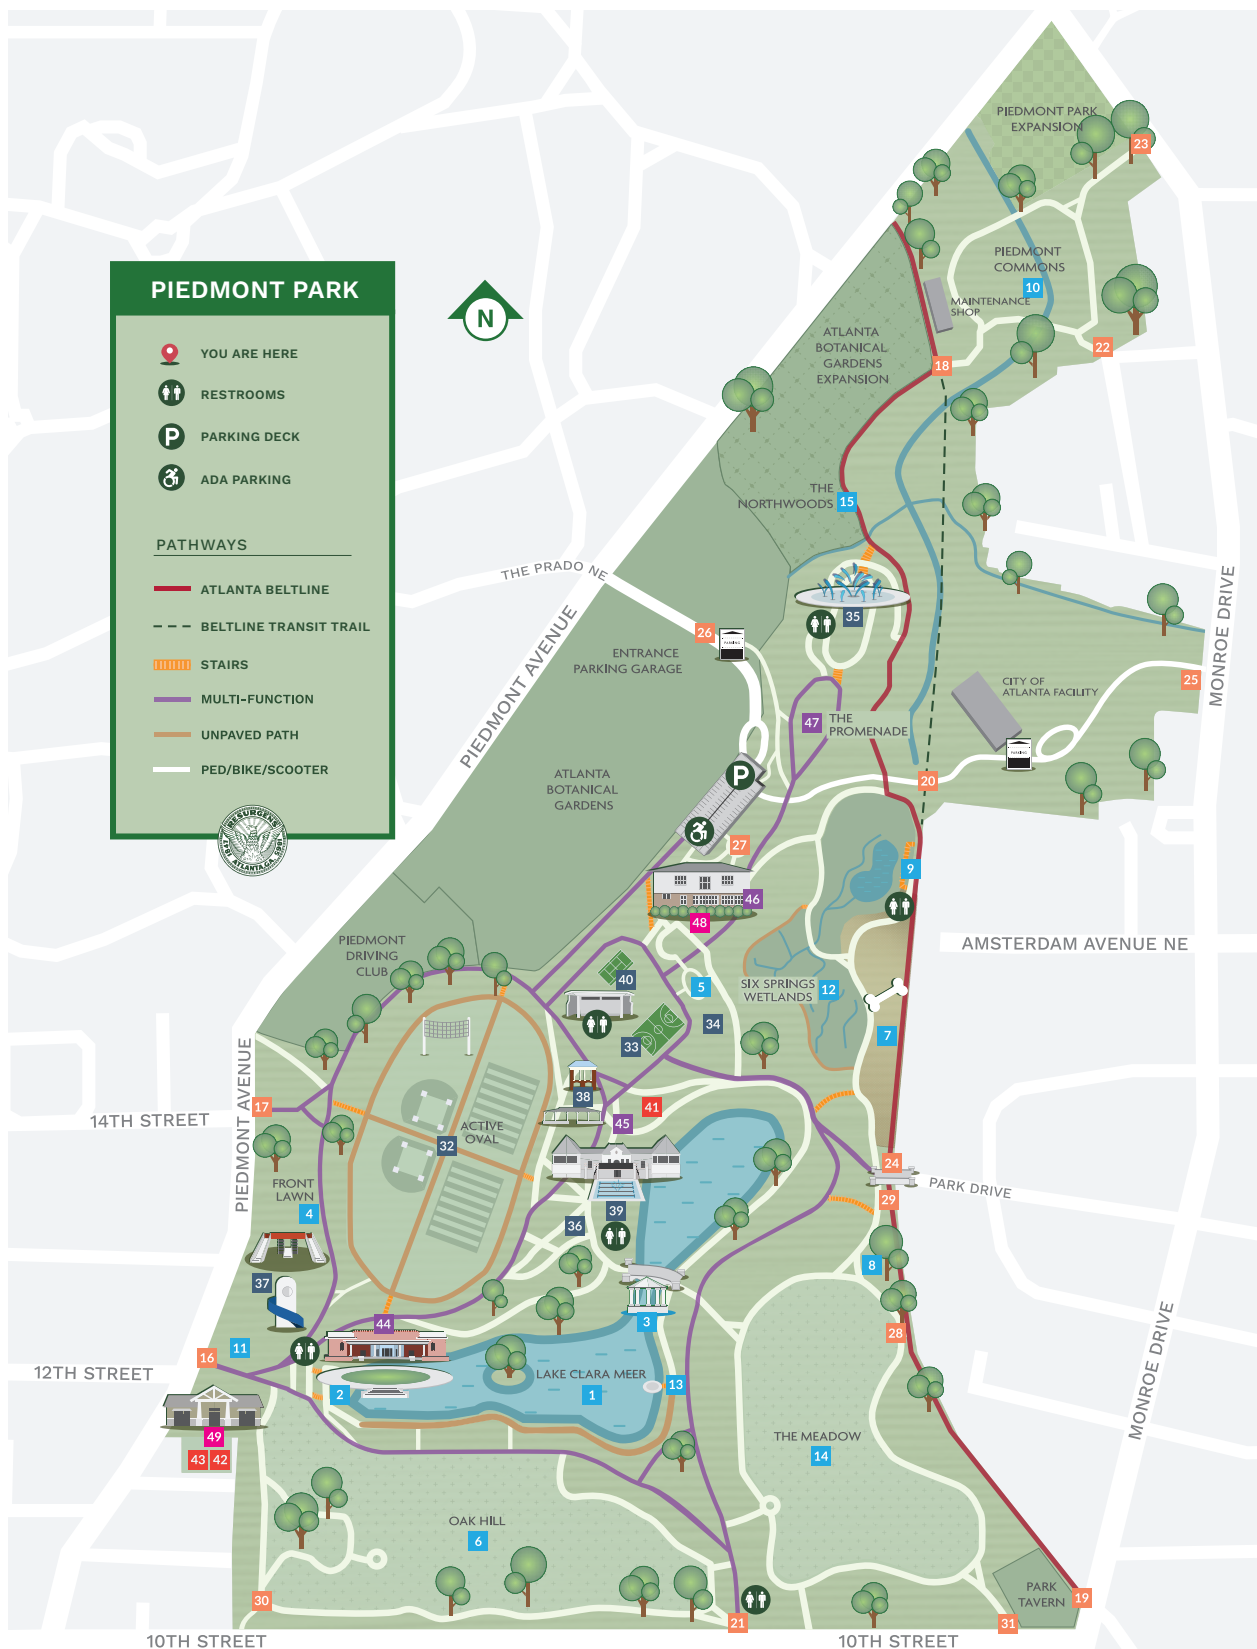 PIEDMONT PARK
EXPANSION
23
PIEDMONT
COMMONS
10
MAINTENANCE
SHOP
PIEDMONT PARK
N
YOU ARE HERE
RESTROOMS
P
PARKING DECK
ADA PARKING
PATHWAYS
ATLANTA BELTLINE
BELTLINE TRANSIT TRAIL
STAIRS
MULTI-FUNCTION
UNPAVED PATH
PED/BIKE/SCOOTER
RESURGENS
1847 ATLANTA,GA. 1865
ATLANTA
BOTANICAL
GARDENS
EXPANSION
22
18
THE
NORTHWOODS
15
THE PRADO NE
PIEDMONT AVENUE
35
26
PARKING
ENTRANCE
PARKING GARAGE
MONROE DRIVE
25
CITY OF
ATLANTA FACILITY
PARKING
47
THE
PROMENADE
20
ATLANTA
BOTANICAL
GARDENS
P
27
9
46
48
AMSTERDAM AVENUE NE
PIEDMONT
DRIVING
CLUB
40
5
SIX SPRINGS
WETLANDS
12
34
33
7
PIEDMONT AVENUE
14TH STREET
17
38
41
45
ACTIVE
OVAL
32
24
PARK DRIVE
29
FRONT
LAWN
4
39
36
8
37
3
44
28
11
16
12TH STREET
LAKE CLARA MEER
1
2
13
MONROE DRIVE
49
43
42
THE MEADOW
14
OAK HILL
6
30
PARK
TAVERN
19
21
31
10TH STREET
10TH STREET